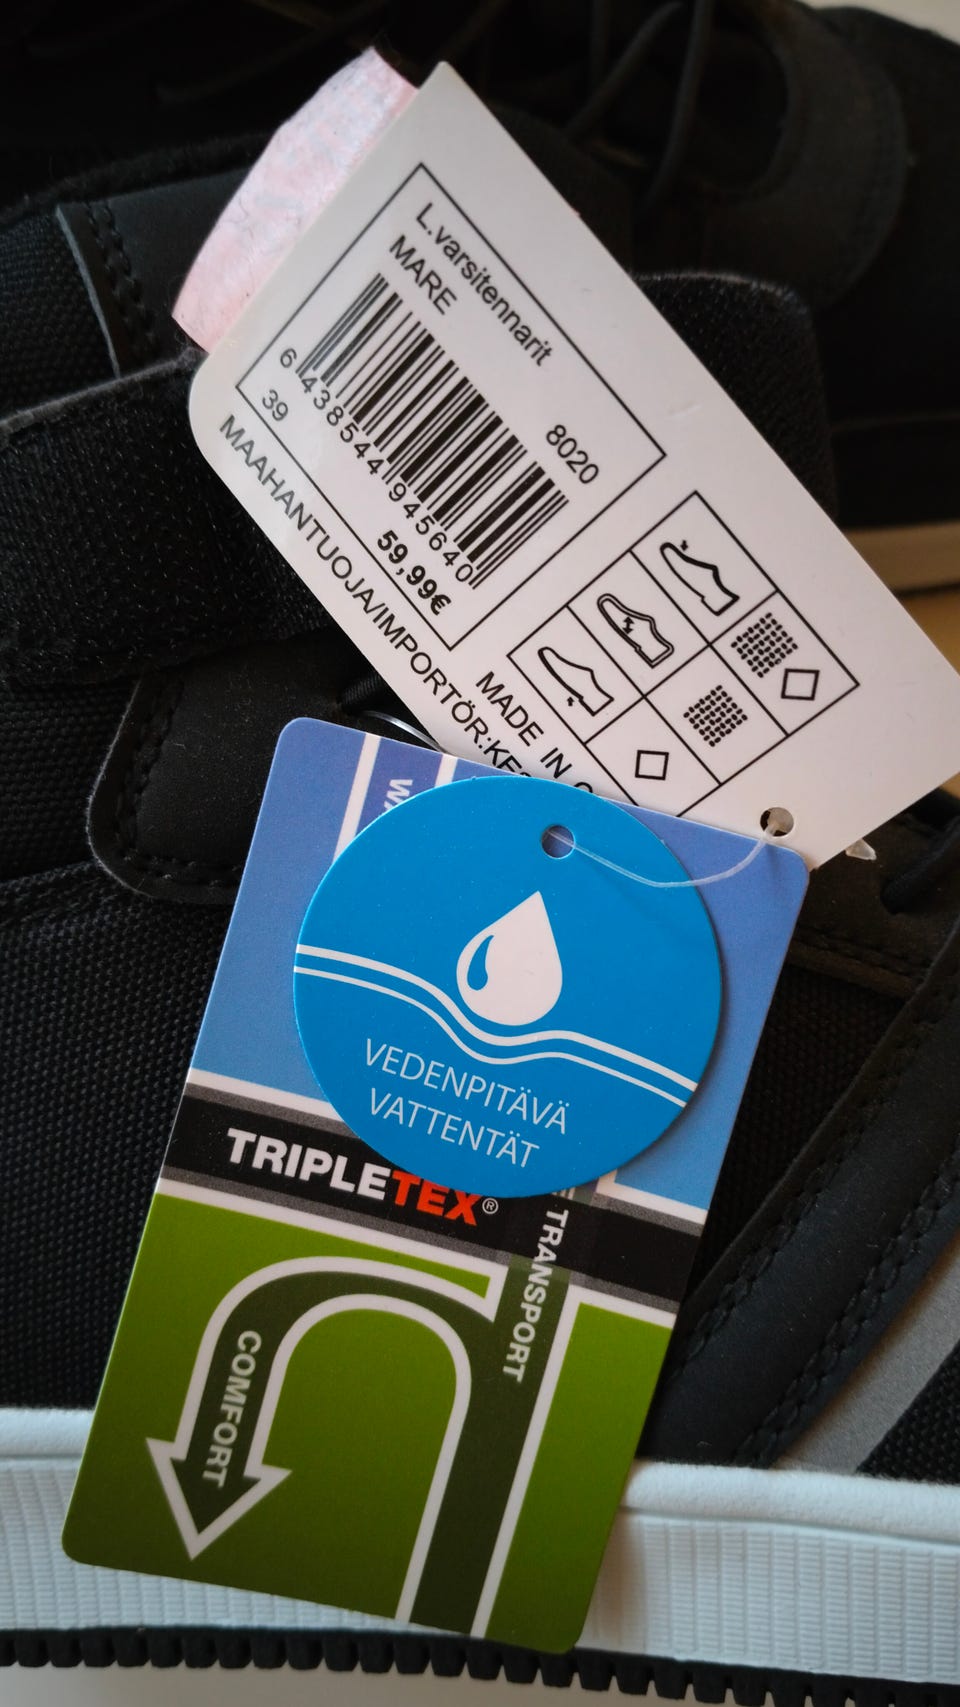 L.varsitennarit
MARE
8020
6 438544 945640
39
59,99€
MAAHANTUOJA/IMPORTÖR:
MADE IN
VEDENPITÄVÄ
VATTENTÄT
TRIPLETEX®
TRANSPORT
COMFORT